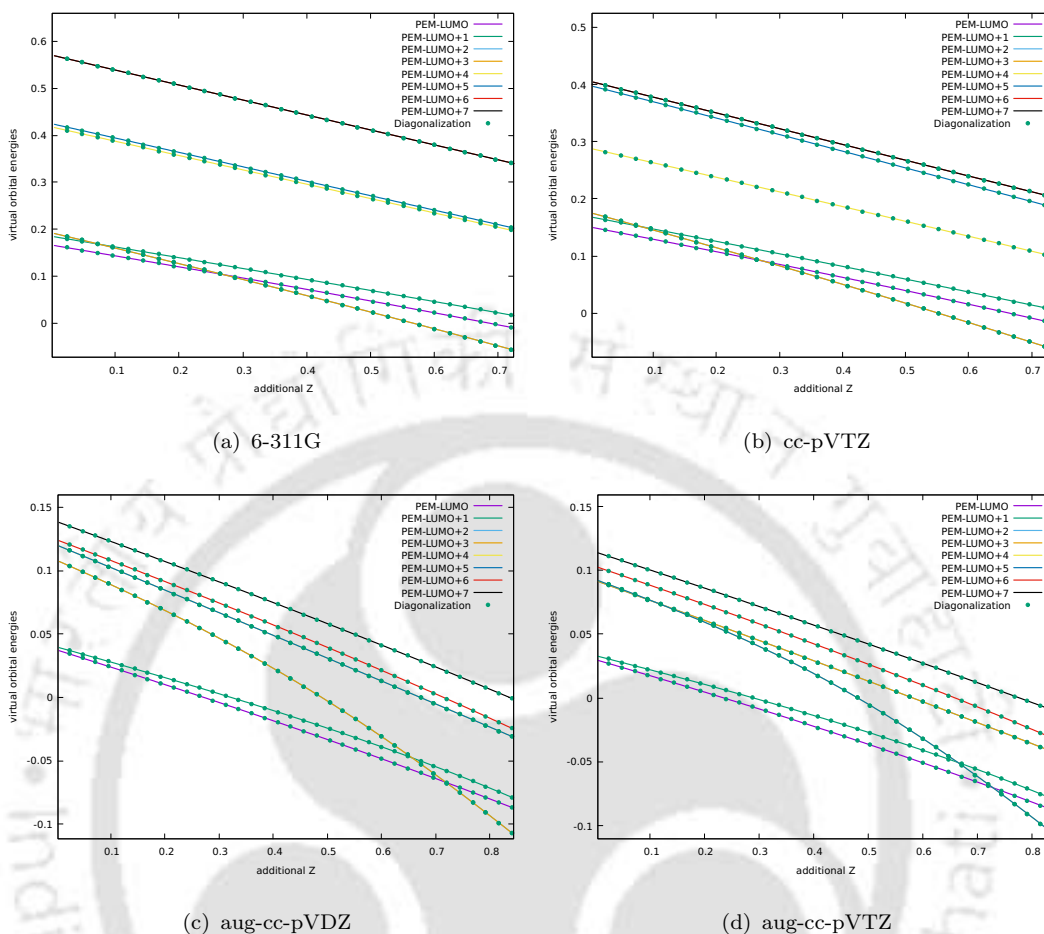 PEM-LUMO
PEM-LUMO+1
PEM-LUMO+2
PEM-LUMO+3
PEM-LUMO+4
PEM-LUMO+5
PEM-LUMO+6
PEM-LUMO+7
Diagonalization
0.6
0.5
0.4
0.3
0.2
0.1
0
virtual orbital energies
0.1 0.2 0.3 0.4 0.5 0.6 0.7
additional Z
(a) 6-311G
PEM-LUMO
PEM-LUMO+1
PEM-LUMO+2
PEM-LUMO+3
PEM-LUMO+4
PEM-LUMO+5
PEM-LUMO+6
PEM-LUMO+7
Diagonalization
0.5
0.4
0.3
0.2
0.1
0
virtual orbital energies
0.1 0.2 0.3 0.4 0.5 0.6 0.7
additional Z
(b) cc-pVTZ
PEM-LUMO
PEM-LUMO+1
PEM-LUMO+2
PEM-LUMO+3
PEM-LUMO+4
PEM-LUMO+5
PEM-LUMO+6
PEM-LUMO+7
Diagonalization
0.15
0.1
0.05
0
-0.05
-0.1
virtual orbital energies
0.1 0.2 0.3 0.4 0.5 0.6 0.7 0.8
additional Z
(c) aug-cc-pVDZ
PEM-LUMO
PEM-LUMO+1
PEM-LUMO+2
PEM-LUMO+3
PEM-LUMO+4
PEM-LUMO+5
PEM-LUMO+6
PEM-LUMO+7
Diagonalization
0.15
0.1
0.05
0
-0.05
-0.1
virtual orbital energies
0.1 0.2 0.3 0.4 0.5 0.6 0.7 0.8
additional Z
(d) aug-cc-pVTZ